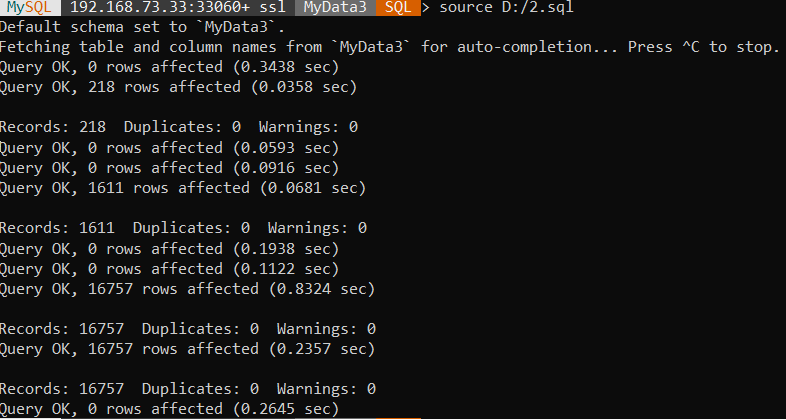 MySQL 192.168.73.33:33060+ ssl MyData3 SQL > source D:/2.sql
Default schema set to `MyData3`.
Fetching table and column names from `MyData3` for auto-completion... Press ^C to stop.
Query OK, 0 rows affected (0.3438 sec)
Query OK, 218 rows affected (0.0358 sec)
Records: 218  Duplicates: 0  Warnings: 0
Query OK, 0 rows affected (0.0593 sec)
Query OK, 0 rows affected (0.0916 sec)
Query OK, 1611 rows affected (0.0681 sec)
Records: 1611  Duplicates: 0  Warnings: 0
Query OK, 0 rows affected (0.1938 sec)
Query OK, 0 rows affected (0.1122 sec)
Query OK, 16757 rows affected (0.8324 sec)
Records: 16757  Duplicates: 0  Warnings: 0
Query OK, 16757 rows affected (0.2357 sec)
Records: 16757  Duplicates: 0  Warnings: 0
Query OK, 0 rows affected (0.2645 sec)